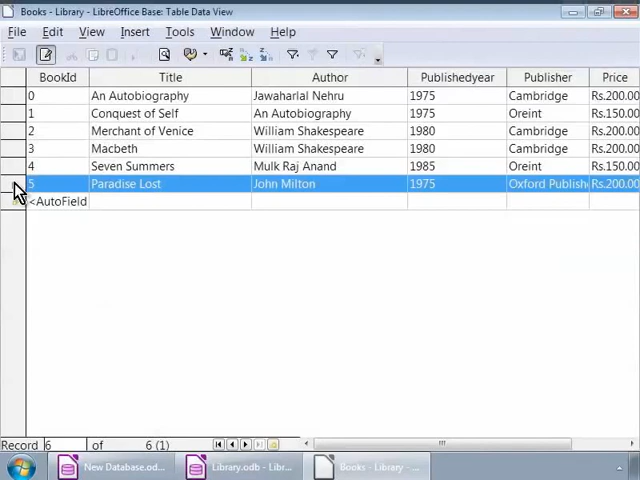 Books - Library - LibreOffice Base: Table Data View
File Edit View Insert Tools Window Help
BookId Title Author Publishedyear Publisher Price
0 An Autobiography Jawaharlal Nehru 1975 Cambridge Rs.200.00
1 Conquest of Self An Autobiography 1975 Oreint Rs.150.00
2 Merchant of Venice William Shakespeare 1980 Cambridge Rs.200.00
3 Macbeth William Shakespeare 1980 Cambridge Rs.200.00
4 Seven Summers Mulk Raj Anand 1985 Oreint Rs.150.00
5 Paradise Lost John Milton 1975 Oxford Publishe Rs.200.00
<AutoField
Record 6 of 6 (1)
New Database.od... Library.odb - Libr... Books - Library - ...